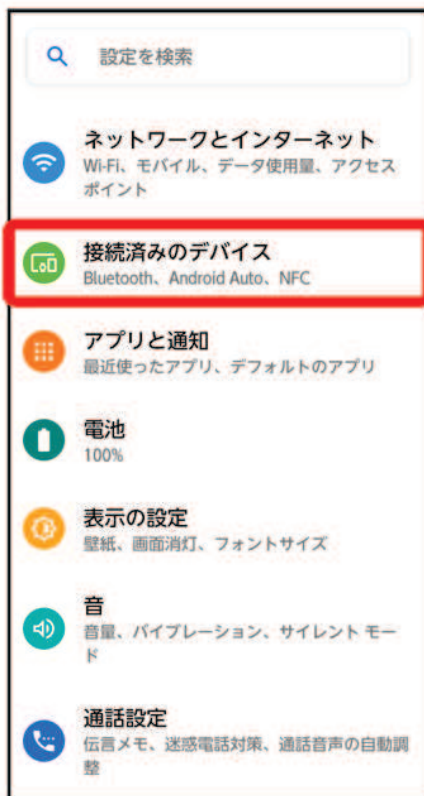 設定を検索
ネットワークとインターネット
Wi-Fi、モバイル、データ使用量、アクセス
ポイント
接続済みのデバイス
Bluetooth、Android Auto、NFC
アプリと通知
最近使ったアプリ、デフォルトのアプリ
電池
100%
表示の設定
壁紙、画面消灯、フォントサイズ
音
音量、バイブレーション、サイレント モー
ド
通話設定
伝言メモ、迷惑電話対策、通話音声の自動調
整